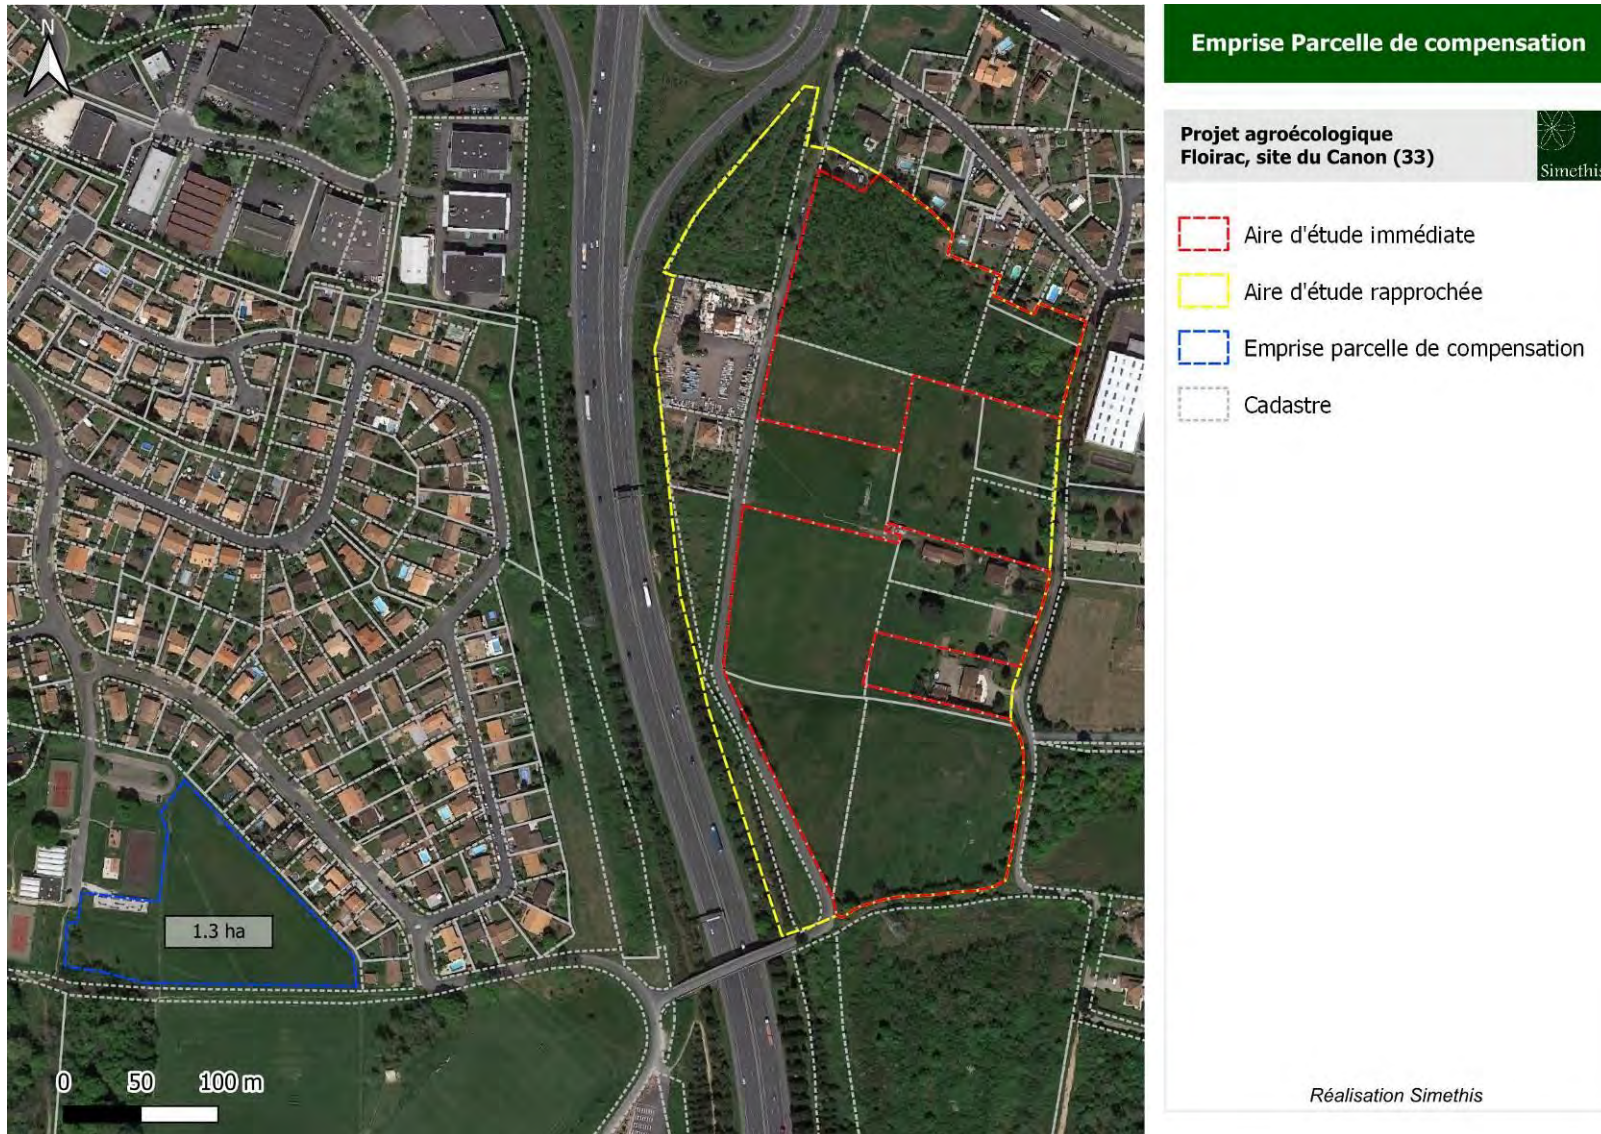 N
Emprise Parcelle de compensation
Projet agroécologique
Floirac, site du Canon (33)
Simethis
Aire d'étude immédiate
Aire d'étude rapprochée
Emprise parcelle de compensation
Cadastre
1.3 ha
0 50 100 m
Réalisation Simethis